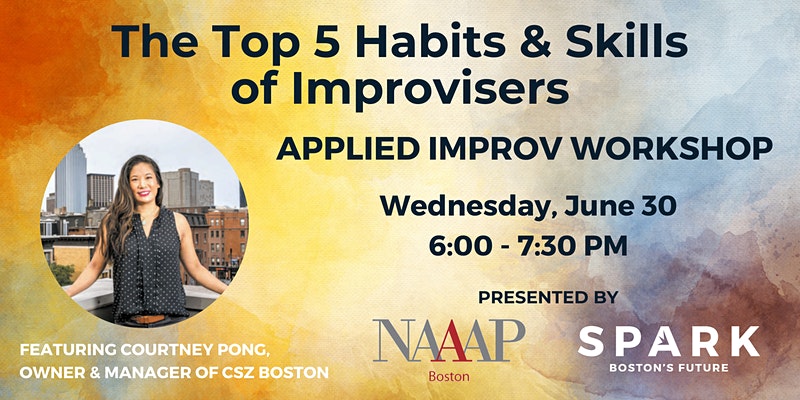 The Top 5 Habits & Skills
of Improvisers
APPLIED IMPROV WORKSHOP
Wednesday, June 30
6:00 - 7:30 PM
PRESENTED BY
NAAAP
Boston
SPARK
BOSTON'S FUTURE
FEATURING COURTNEY PONG,
OWNER & MANAGER OF CSZ BOSTON